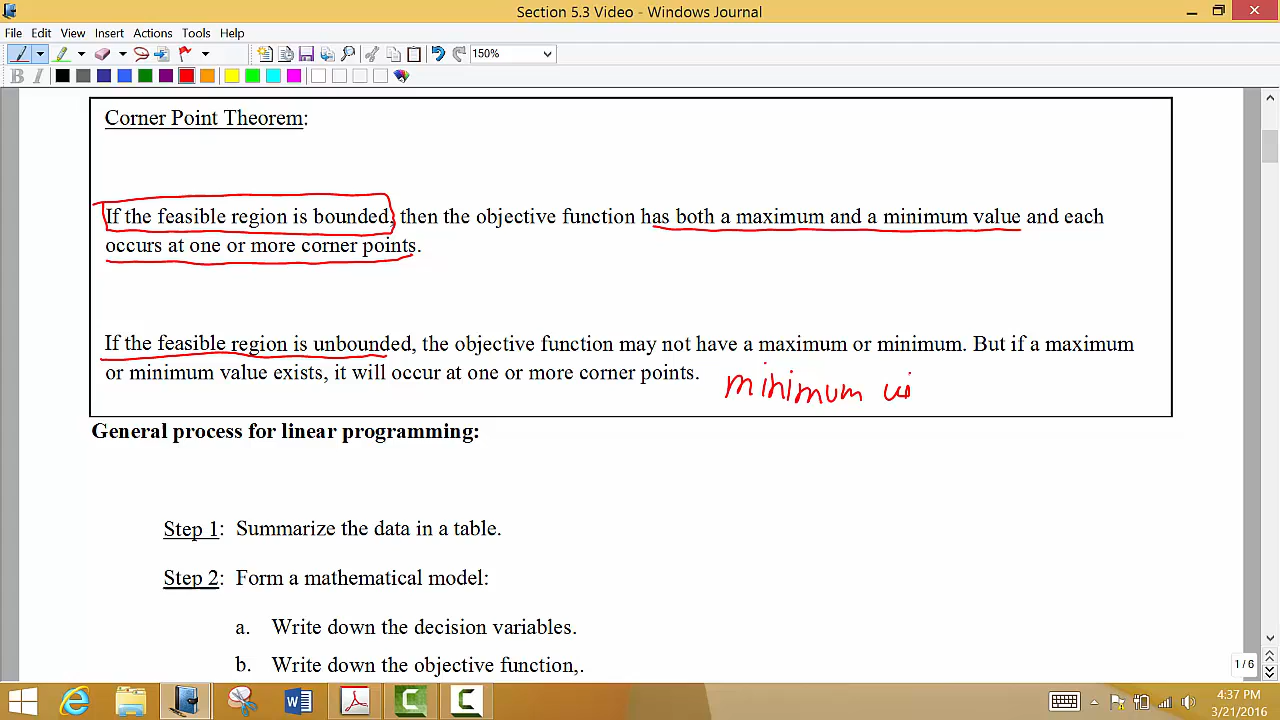 Section 5.3 Video - Windows Journal
File Edit View Insert Actions Tools Help
150%
B I
Corner Point Theorem:
If the feasible region is bounded, then the objective function has both a maximum and a minimum value and each
occurs at one or more corner points.
If the feasible region is unbounded, the objective function may not have a maximum or minimum. But if a maximum
or minimum value exists, it will occur at one or more corner points.
minimum
General process for linear programming:
Step 1: Summarize the data in a table.
Step 2: Form a mathematical model:
a. Write down the decision variables.
b. Write down the objective function,.
1 / 6
4:37 PM
3/21/2016